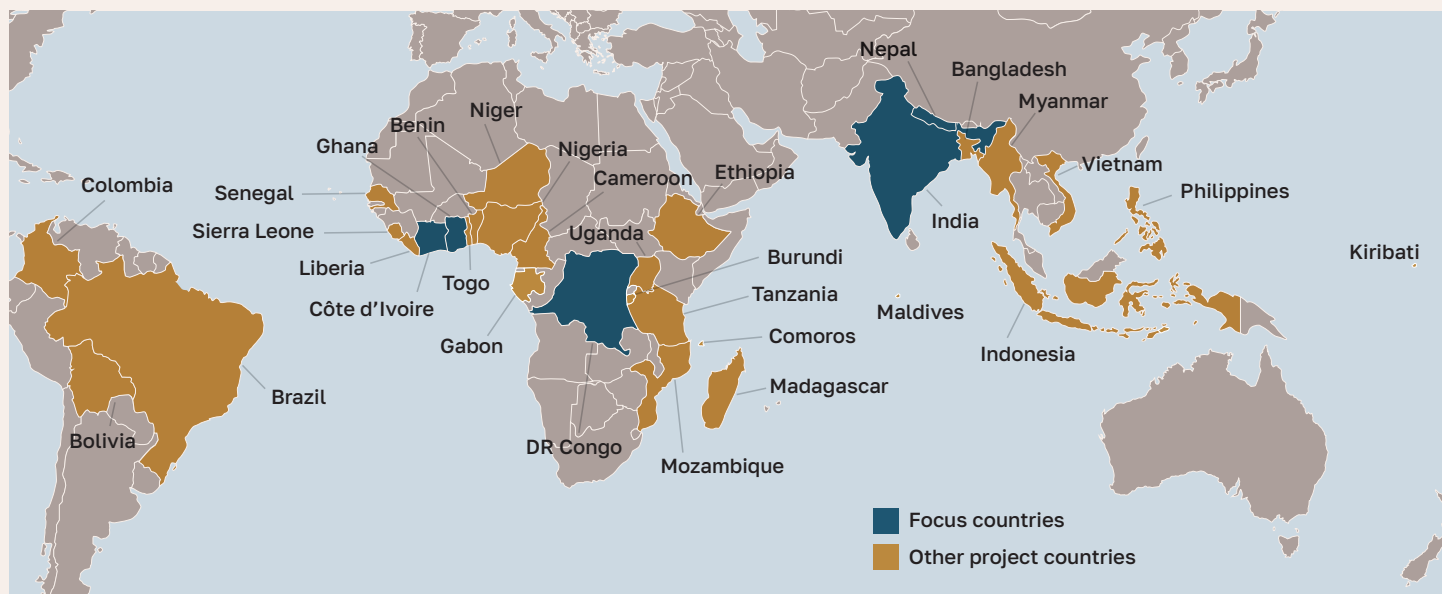 Nepal
Bangladesh
Myanmar
Niger
Benin
Ghana
Nigeria
Cameroon
Ethiopia
Vietnam
Colombia
Senegal
Philippines
Sierra Leone
Uganda
India
Kiribati
Liberia
Togo
Burundi
Côte d’Ivoire
Tanzania
Maldives
Gabon
Comoros
Indonesia
Madagascar
Brazil
Bolivia
DR Congo
Mozambique
Focus countries
Other project countries